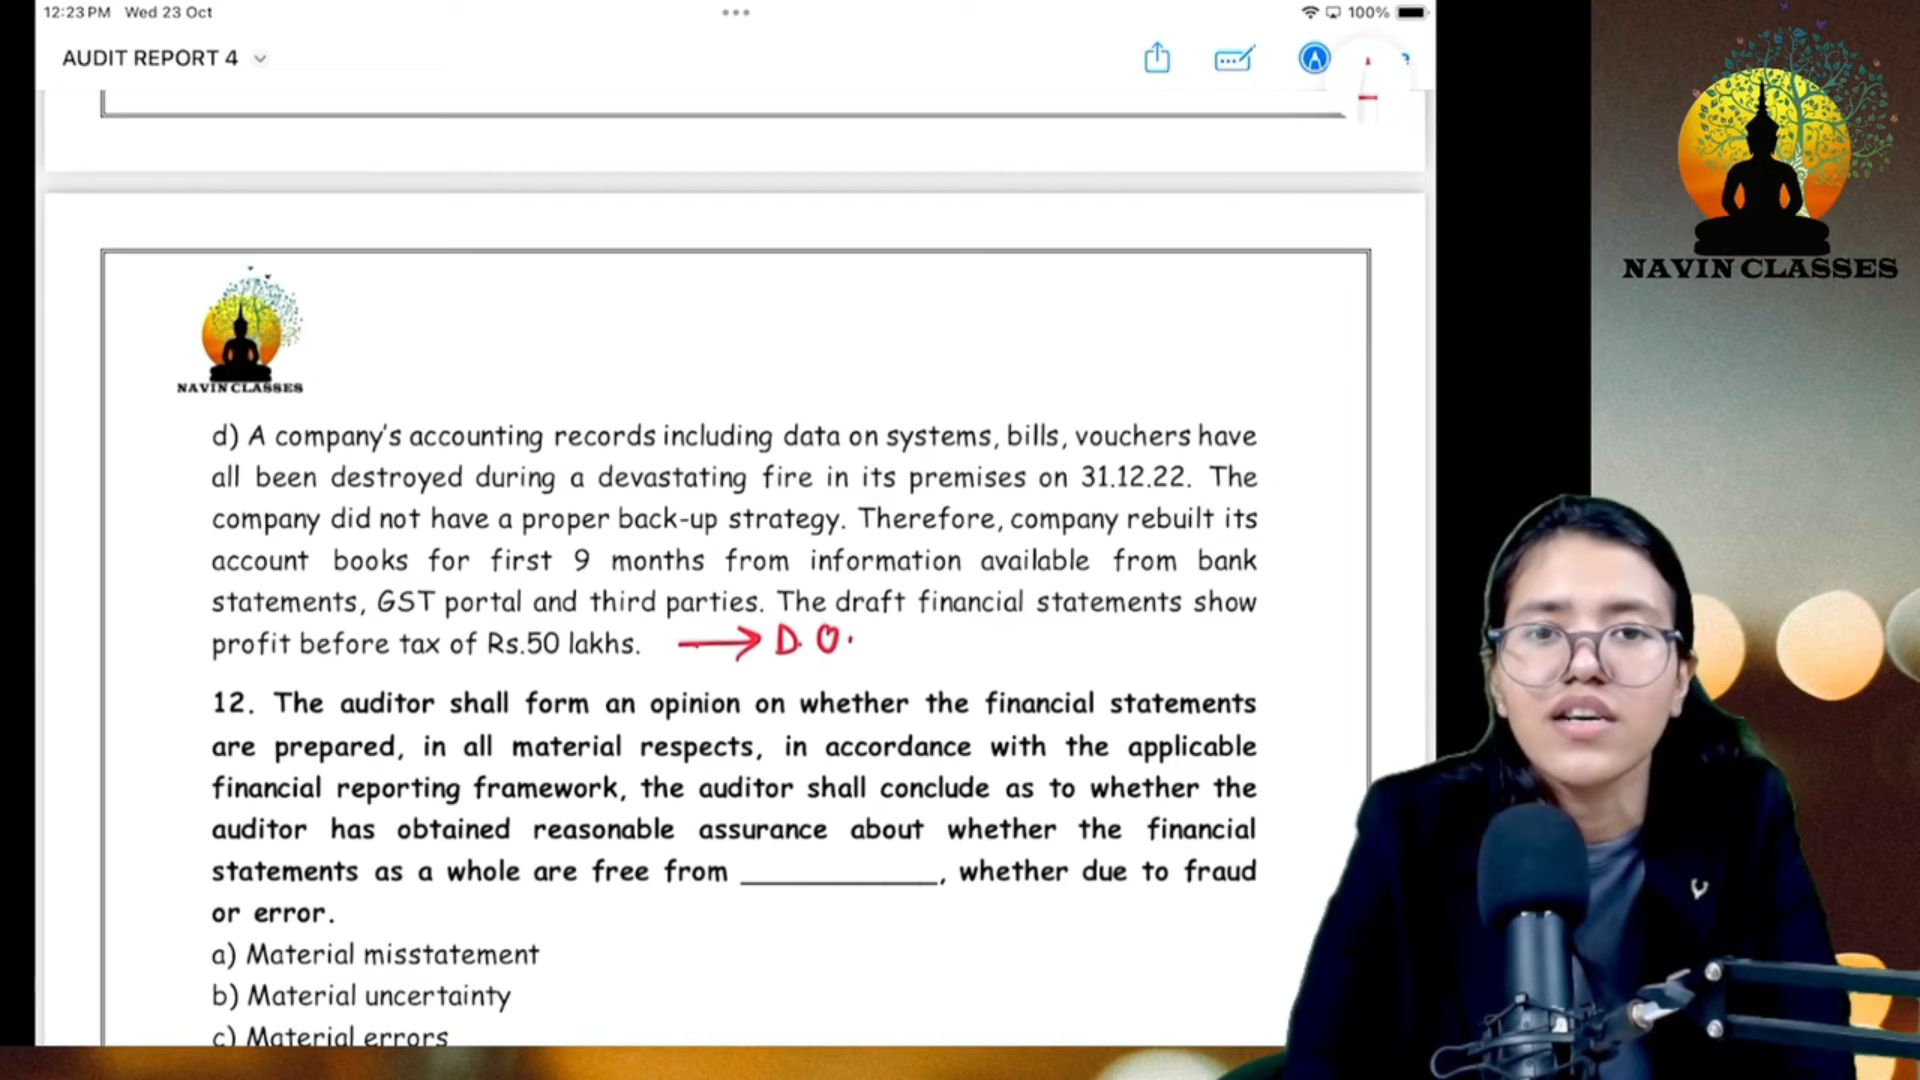 12:23 PM Wed 23 Oct
100%
AUDIT REPORT 4
NAVIN CLASSES
NAVIN CLASSES
d) A company's accounting records including data on systems, bills, vouchers have
all been destroyed during a devastating fire in its premises on 31.12.22. The
company did not have a proper back-up strategy. Therefore, company rebuilt its
account books for first 9 months from information available from bank
statements, GST portal and third parties. The draft financial statements show
profit before tax of Rs.50 lakhs. → D.O.
12. The auditor shall form an opinion on whether the financial statements
are prepared, in all material respects, in accordance with the applicable
financial reporting framework, the auditor shall conclude as to whether the
auditor has obtained reasonable assurance about whether the financial
statements as a whole are free from ____________, whether due to fraud
or error.
a) Material misstatement
b) Material uncertainty
c) Material errors